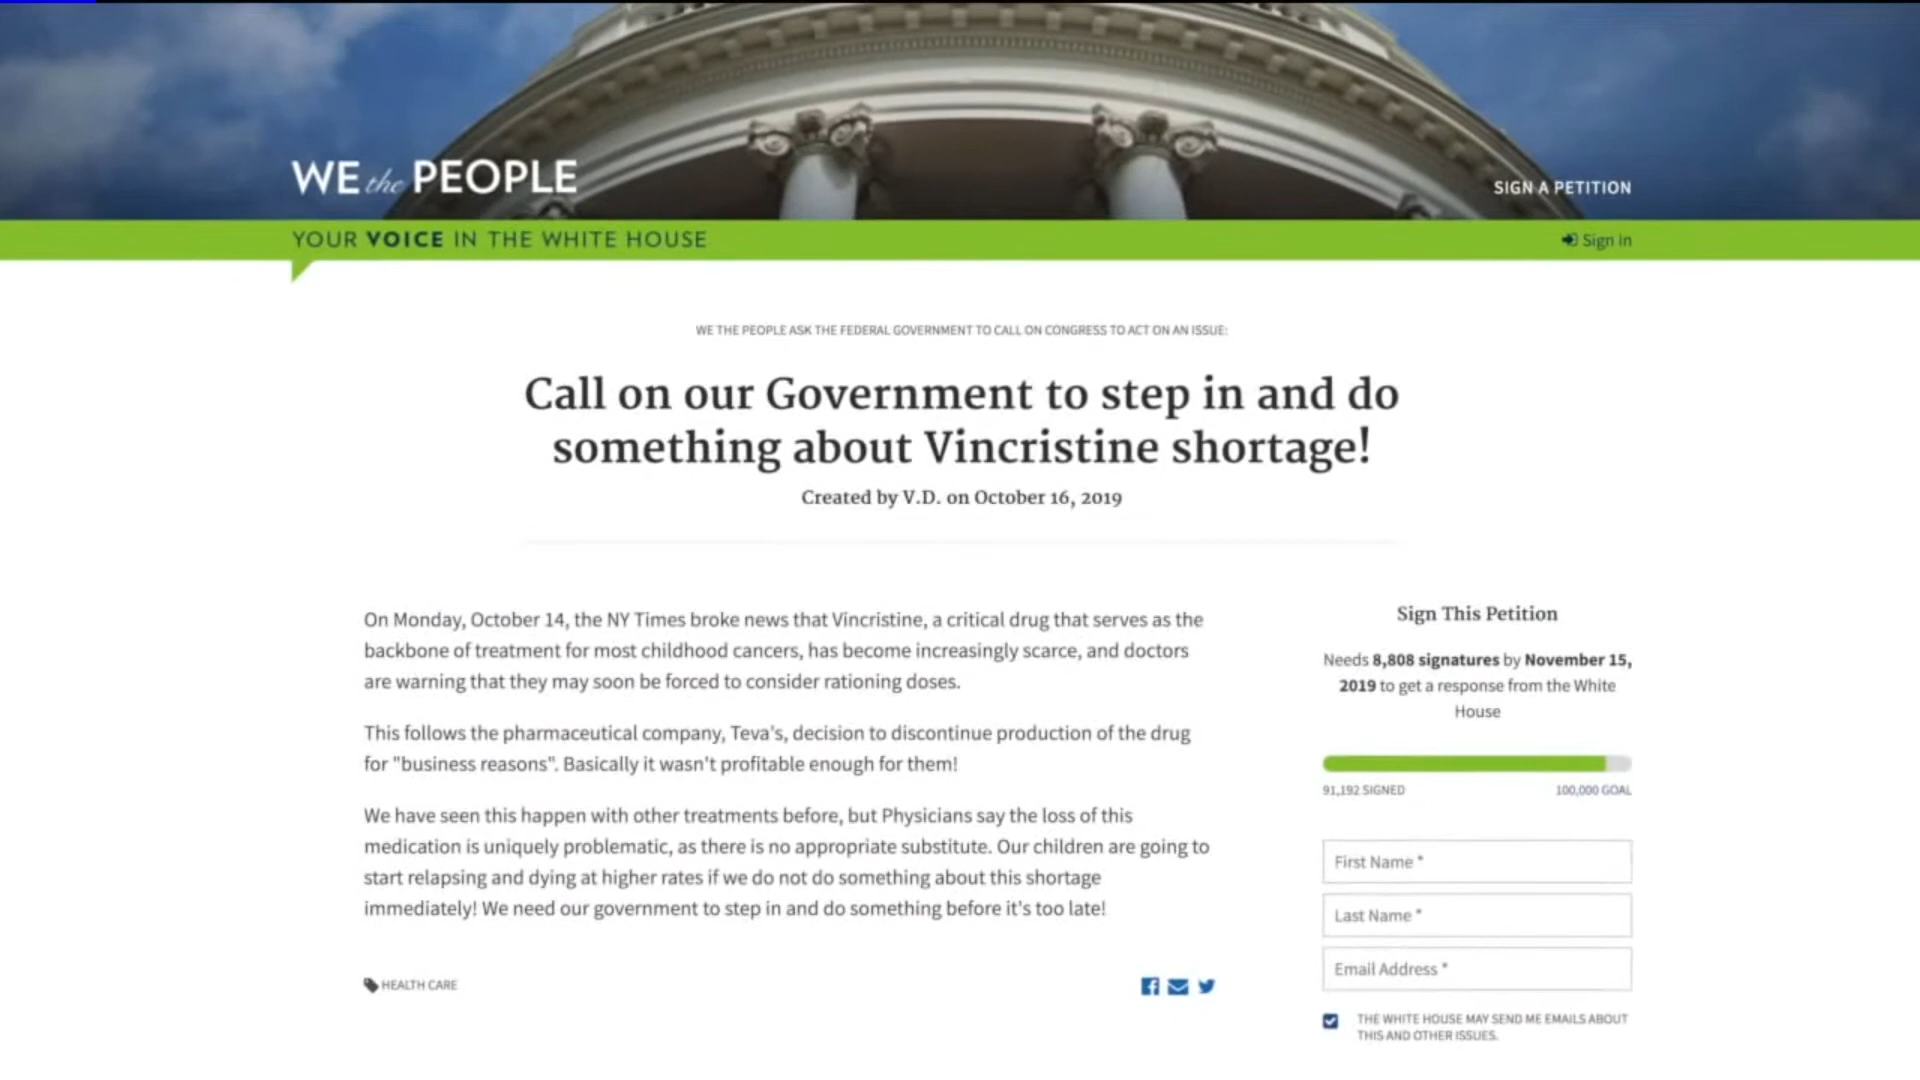 WE the PEOPLE
SIGN A PETITION
YOUR VOICE IN THE WHITE HOUSE
Sign in
WE THE PEOPLE ASK THE FEDERAL GOVERNMENT TO CALL ON CONGRESS TO ACT ON AN ISSUE:
Call on our Government to step in and do
something about Vincristine shortage!
Created by V.D. on October 16, 2019
On Monday, October 14, the NY Times broke news that Vincristine, a critical drug that serves as the
backbone of treatment for most childhood cancers, has become increasingly scarce, and doctors
are warning that they may soon be forced to consider rationing doses.
This follows the pharmaceutical company, Teva's, decision to discontinue production of the drug
for "business reasons". Basically it wasn't profitable enough for them!
We have seen this happen with other treatments before, but Physicians say the loss of this
medication is uniquely problematic, as there is no appropriate substitute. Our children are going to
start relapsing and dying at higher rates if we do not do something about this shortage
immediately! We need our government to step in and do something before it's too late!
HEALTH CARE
Sign This Petition
Needs 8,808 signatures by November 15,
2019 to get a response from the White
House
91,192 SIGNED
100,000 GOAL
First Name *
Last Name *
Email Address *
THE WHITE HOUSE MAY SEND ME EMAILS ABOUT
THIS AND OTHER ISSUES.